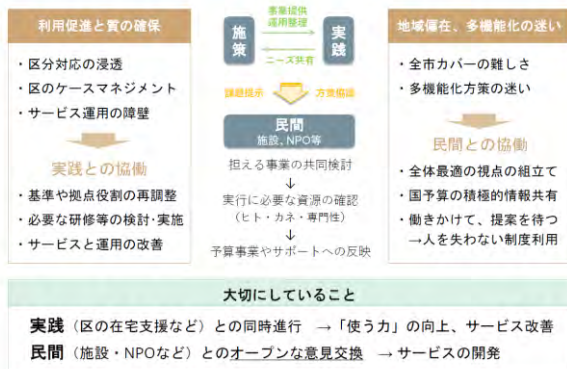 利用促進と質の確保
・区分対応の浸透
・区のケースマネジメント
・サービス運用の障壁
実践との協働
・基準や拠点役割の再調整
・必要な研修等の検討・実施
・サービスと運用の改善
事業提供
運用整理
施策
実践
ニーズ共有
課題提示
方策協議
民間
施設、NPO等
担える事業の共同検討
↓
実行に必要な資源の確認
（ヒト・カネ・専門性）
↓
予算事業やサポートへの反映
地域偏在、多機能化の迷い
・全市カバーの難しさ
・多機能化方策の迷い
民間との協働
・全体最適の視点の組立て
・国予算の積極的情報共有
・働きかけて、提案を待つ
→人を失わない制度利用
大切にしていること
実践（区の在宅支援など）との同時進行 →「使う力」の向上、サービス改善
民間（施設・NPOなど）とのオープンな意見交換 → サービスの開発